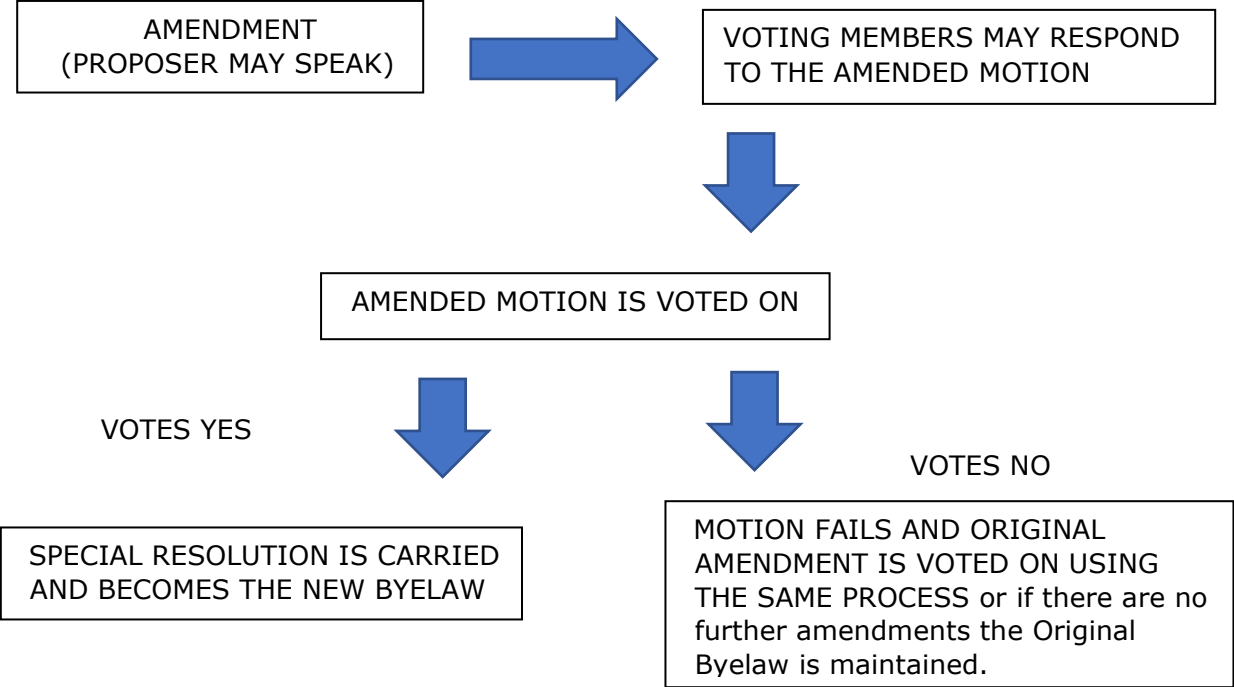 AMENDMENT
(PROPOSER MAY SPEAK)
VOTING MEMBERS MAY RESPOND
TO THE AMENDED MOTION
AMENDED MOTION IS VOTED ON
VOTES YES
VOTES NO
SPECIAL RESOLUTION IS CARRIED
AND BECOMES THE NEW BYELAW
MOTION FAILS AND ORIGINAL
AMENDMENT IS VOTED ON USING
THE SAME PROCESS or if there are no
further amendments the Original
Byelaw is maintained.